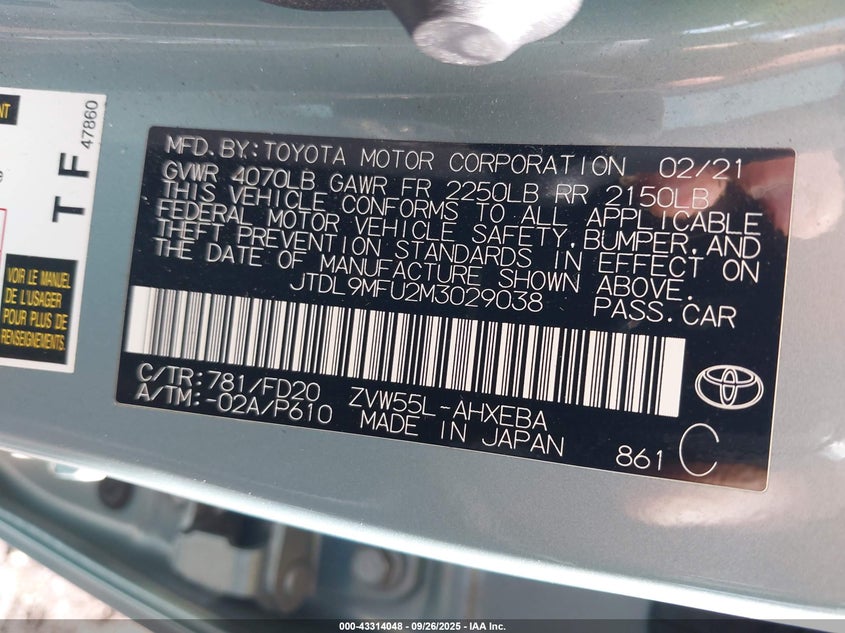 NT
TF
47860
VOIR LE MANUEL
DE L'USAGER
POUR PLUS DE
RENSEIGNEMENTS.
MFD. BY: TOYOTA MOTOR CORPORATION 02/21
GVWR 4070LB GAWR FR 2250LB RR 2150LB
THIS VEHICLE CONFORMS TO ALL APPLICABLE
FEDERAL MOTOR VEHICLE SAFETY, BUMPER, AND
THEFT PREVENTION STANDARDS IN EFFECT ON
THE DATE OF MANUFACTURE SHOWN ABOVE.
JTDL9MFU2M3029038 PASS. CAR
C/TR: 781/FD20 ZVW55L-AHXEBA
A/TM: -02A/P610 MADE IN JAPAN
861 C
000-43314048 - 09/26/2025 - IAA Inc.